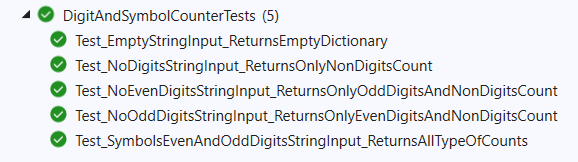 DigitAndSymbolCounterTests (5)
Test_EmptyStringInput_ReturnsEmptyDictionary
Test_NoDigitsStringInput_ReturnsOnlyNonDigitsCount
Test_NoEvenDigitsStringInput_ReturnsOnlyOddDigitsAndNonDigitsCount
Test_NoOddDigitsStringInput_ReturnsOnlyEvenDigitsAndNonDigitsCount
Test_SymbolsEvenAndOddDigitsStringInput_ReturnsAllTypeOfCounts